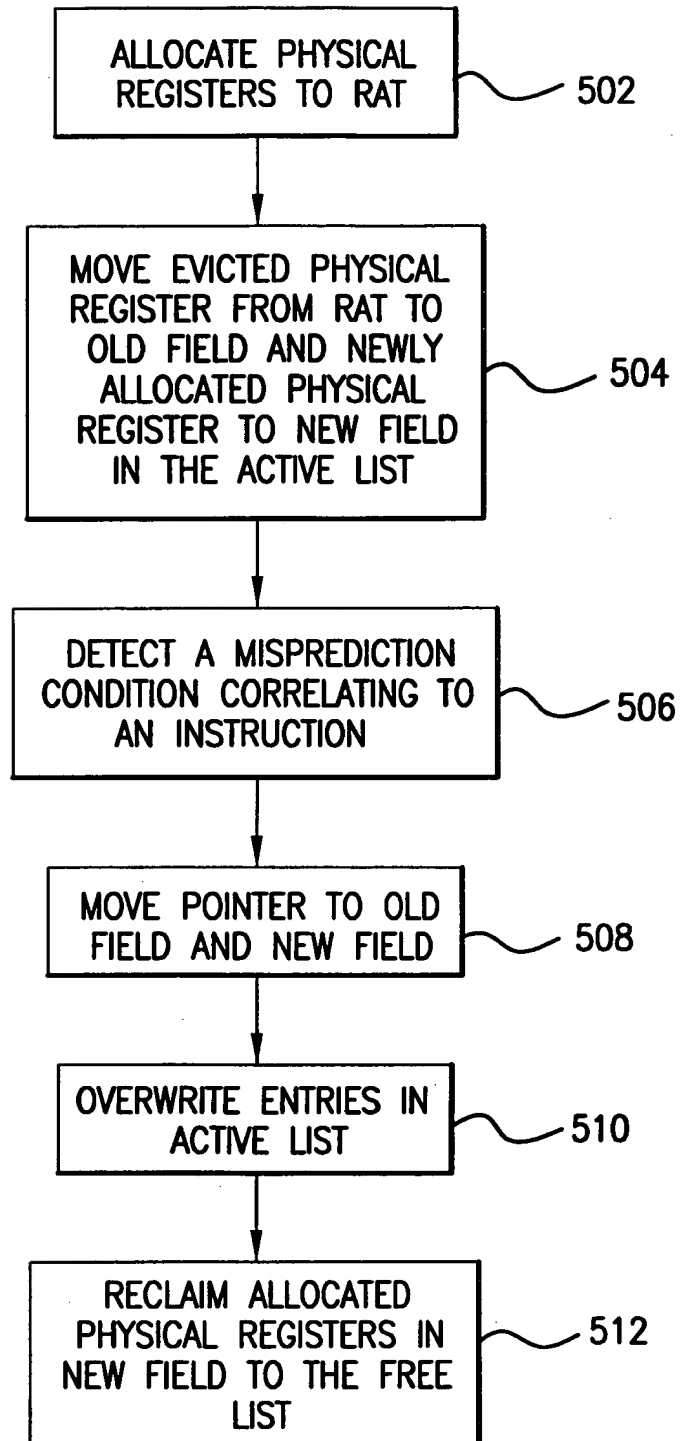 ALLOCATE PHYSICAL
REGISTERS TO RAT
502
MOVE EVICTED PHYSICAL
REGISTER FROM RAT TO
OLD FIELD AND NEWLY
ALLOCATED PHYSICAL
REGISTER TO NEW FIELD
IN THE ACTIVE LIST
504
DETECT A MISPREDICTION
CONDITION CORRELATING TO
AN INSTRUCTION
506
MOVE POINTER TO OLD
FIELD AND NEW FIELD
508
OVERWRITE ENTRIES IN
ACTIVE LIST
510
RECLAIM ALLOCATED
PHYSICAL REGISTERS IN
NEW FIELD TO THE FREE
LIST
512